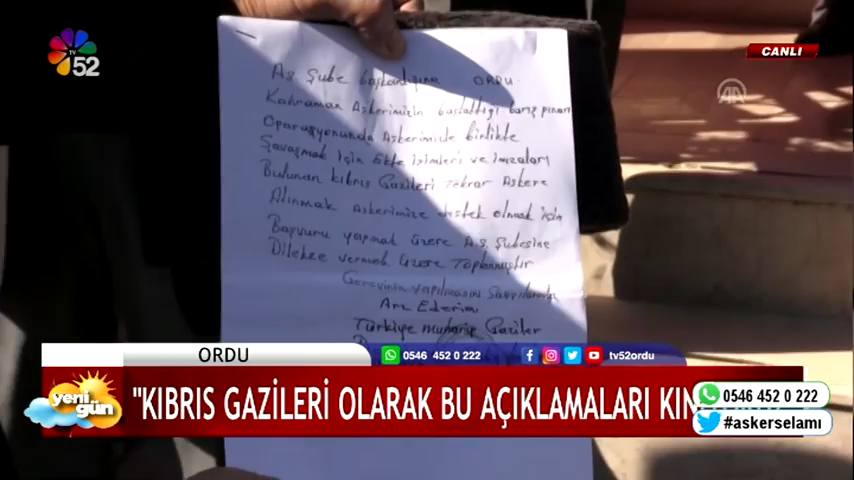 TV
52
CANLI
AA
As. Şube başkanlığına ORDU
Kahraman Askerimizin başlattığı barış pınarı
Oparasyonunda Askerimizle birlikte
Savaşmak için Ekte isimleri ve imzaları
Bulunan Kıbrıs Gazileri Tekrar Askere
Alınmak Askerimize destek olmak için
Başvuru yapmak üzere As. Şubesine
Dilekçe vermek üzere Toplanmıştır
Gereğinin yapılmasını Saygılarımla
Arz Ederim
Türkiye Muharip Gaziler
ORDU
0546 452 0 222
tv52ordu
yeni gün
"KIBRIS GAZİLERİ OLARAK BU AÇIKLAMALARI
0546 452 0 222
#askerselamı